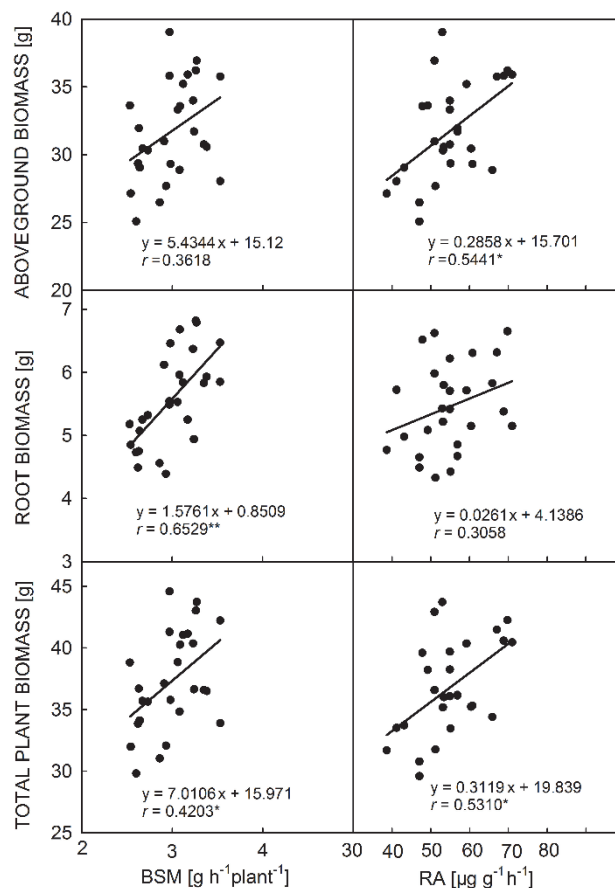 ABOVEGROUND BIOMASS [g]
40
35
30
25
20
y = 5.4344 x + 15.12
r = 0.3618
y = 0.2858 x + 15.701
r = 0.5441*
ROOT BIOMASS [g]
7
6
5
4
3
y = 1.5761x + 0.8509
r = 0.6529**
y = 0.0261x + 4.1386
r = 0.3058
TOTAL PLANT BIOMASS [g]
45
40
35
30
25
y = 7.0106 x + 15.971
r = 0.4203*
y = 0.3119 x + 19.839
r = 0.5310*
2 3 4 30 40 50 60 70 80
BSM [g h⁻¹plant⁻¹] RA [µg g⁻¹h⁻¹]